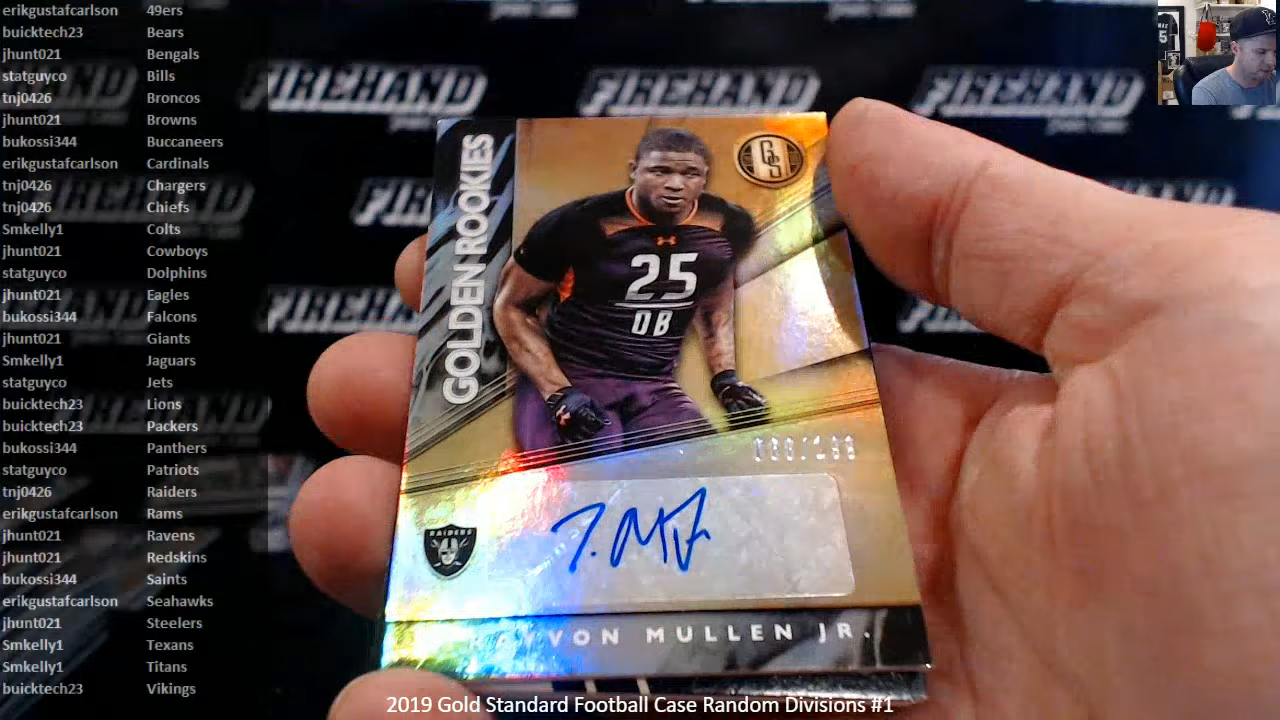 erikgustafcarlson 49ers
buicktech23 Bears
jhunt021 Bengals
statguyco Bills
tnj0426 Broncos
jhunt021 Browns
bukossi344 Buccaneers
erikgustafcarlson Cardinals
tnj0426 Chargers
tnj0426 Chiefs
Smkelly1 Colts
jhunt021 Cowboys
statguyco Dolphins
jhunt021 Eagles
bukossi344 Falcons
jhunt021 Giants
Smkelly1 Jaguars
statguyco Jets
buicktech23 Lions
buicktech23 Packers
bukossi344 Panthers
statguyco Patriots
tnj0426 Raiders
erikgustafcarlson Rams
jhunt021 Ravens
jhunt021 Redskins
bukossi344 Saints
erikgustafcarlson Seahawks
jhunt021 Steelers
Smkelly1 Texans
Smkelly1 Titans
buicktech23 Vikings
FIREHAND
FIREHAND
FIREHAND
GOLDEN ROOKIES
GS
25
DB
RAIDERS
MULLEN JR.
2019 Gold Standard Football Case Random Divisions #1